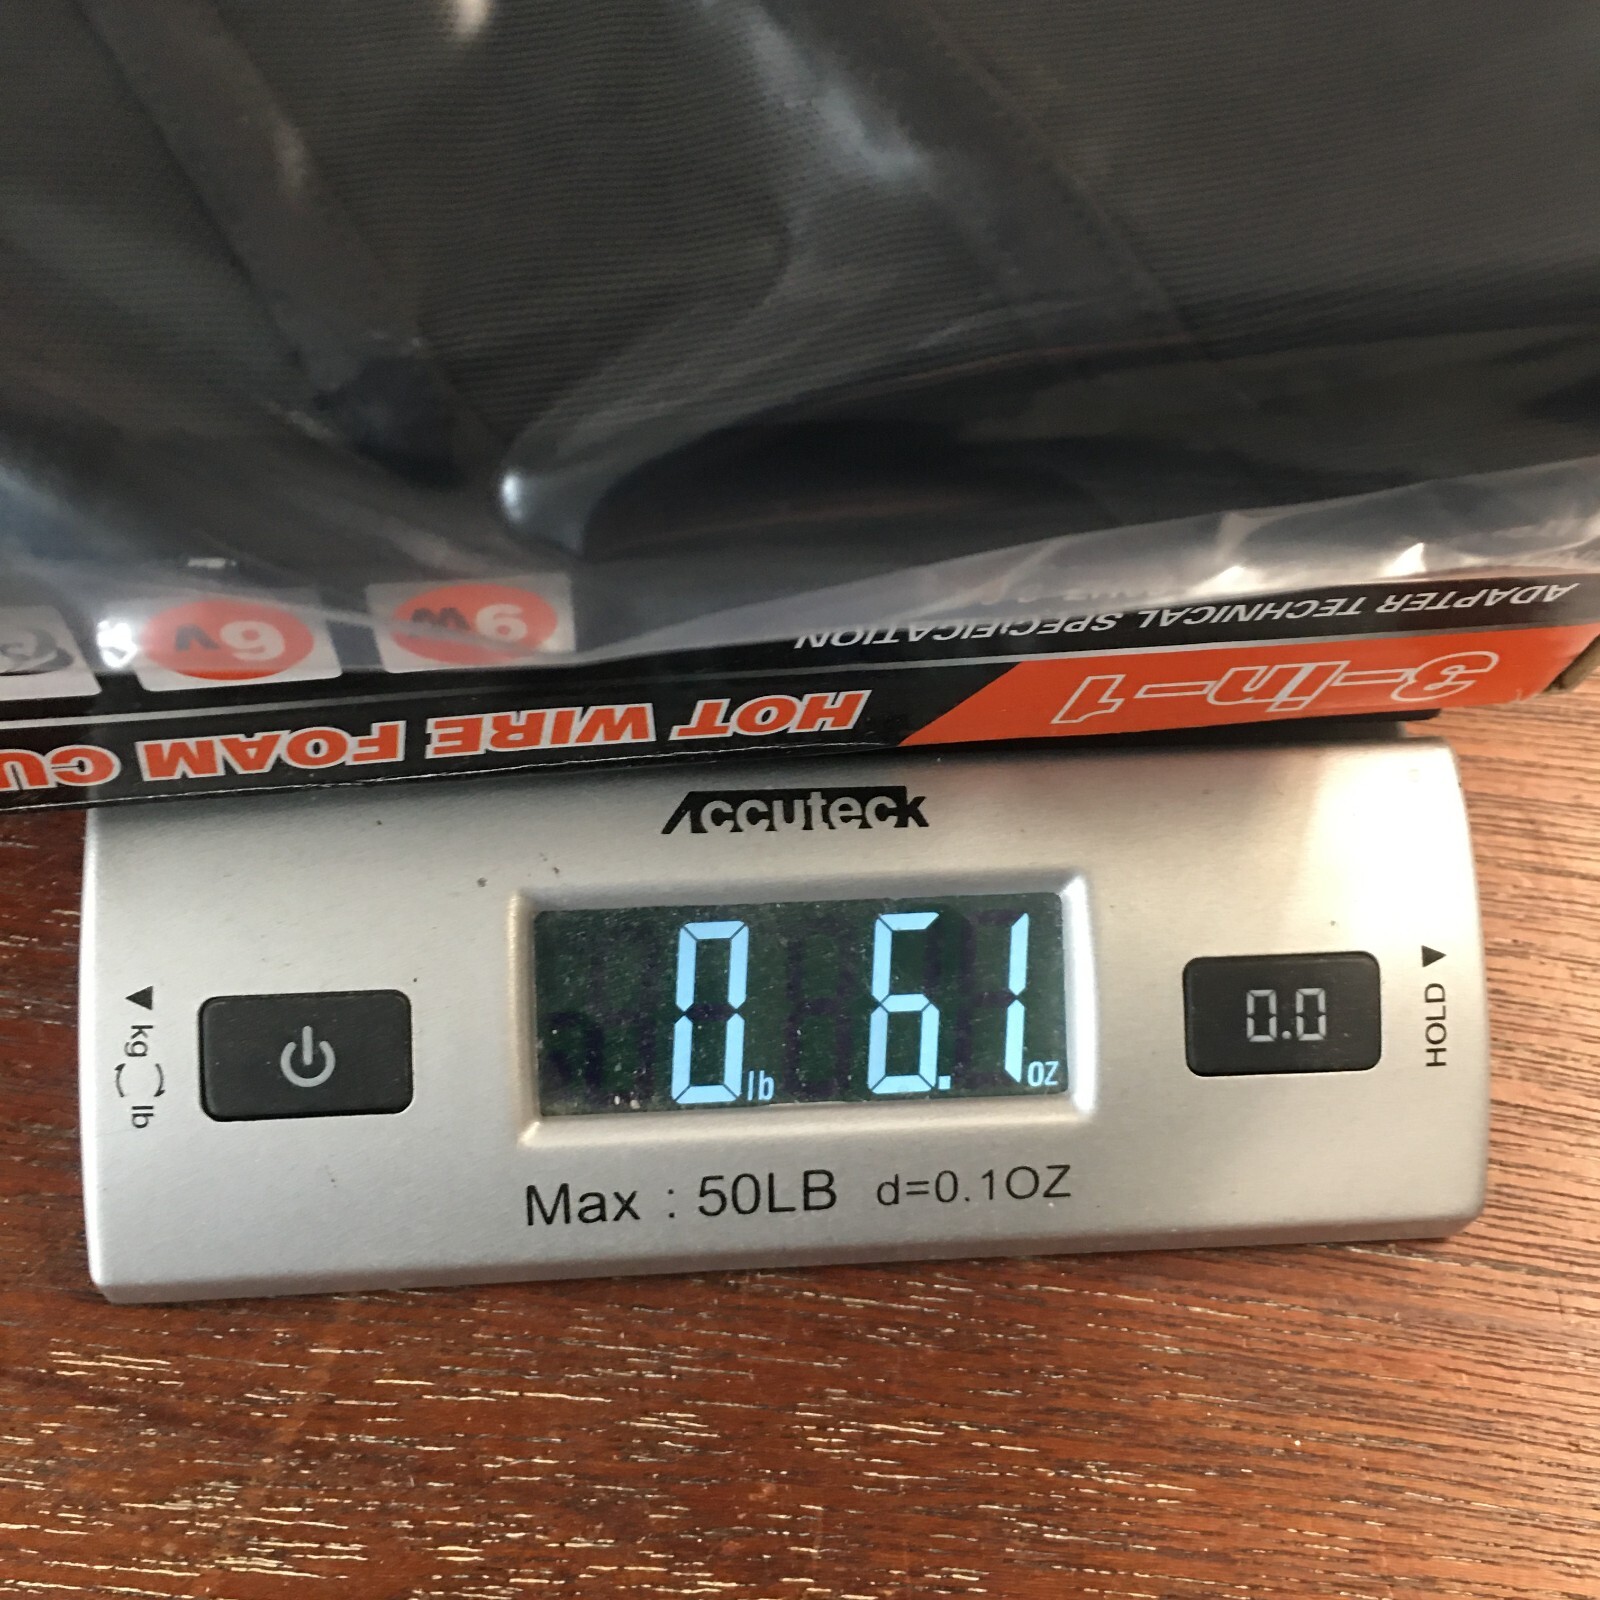 9W
6V
ADAPTER TECHNICAL SPECIFICATION
3-in-1
HOT WIRE FOAM CU
Accuteck
0 lb 6.1 oz
kg
lb
0.0
HOLD
Max : 50LB d=0.1OZ